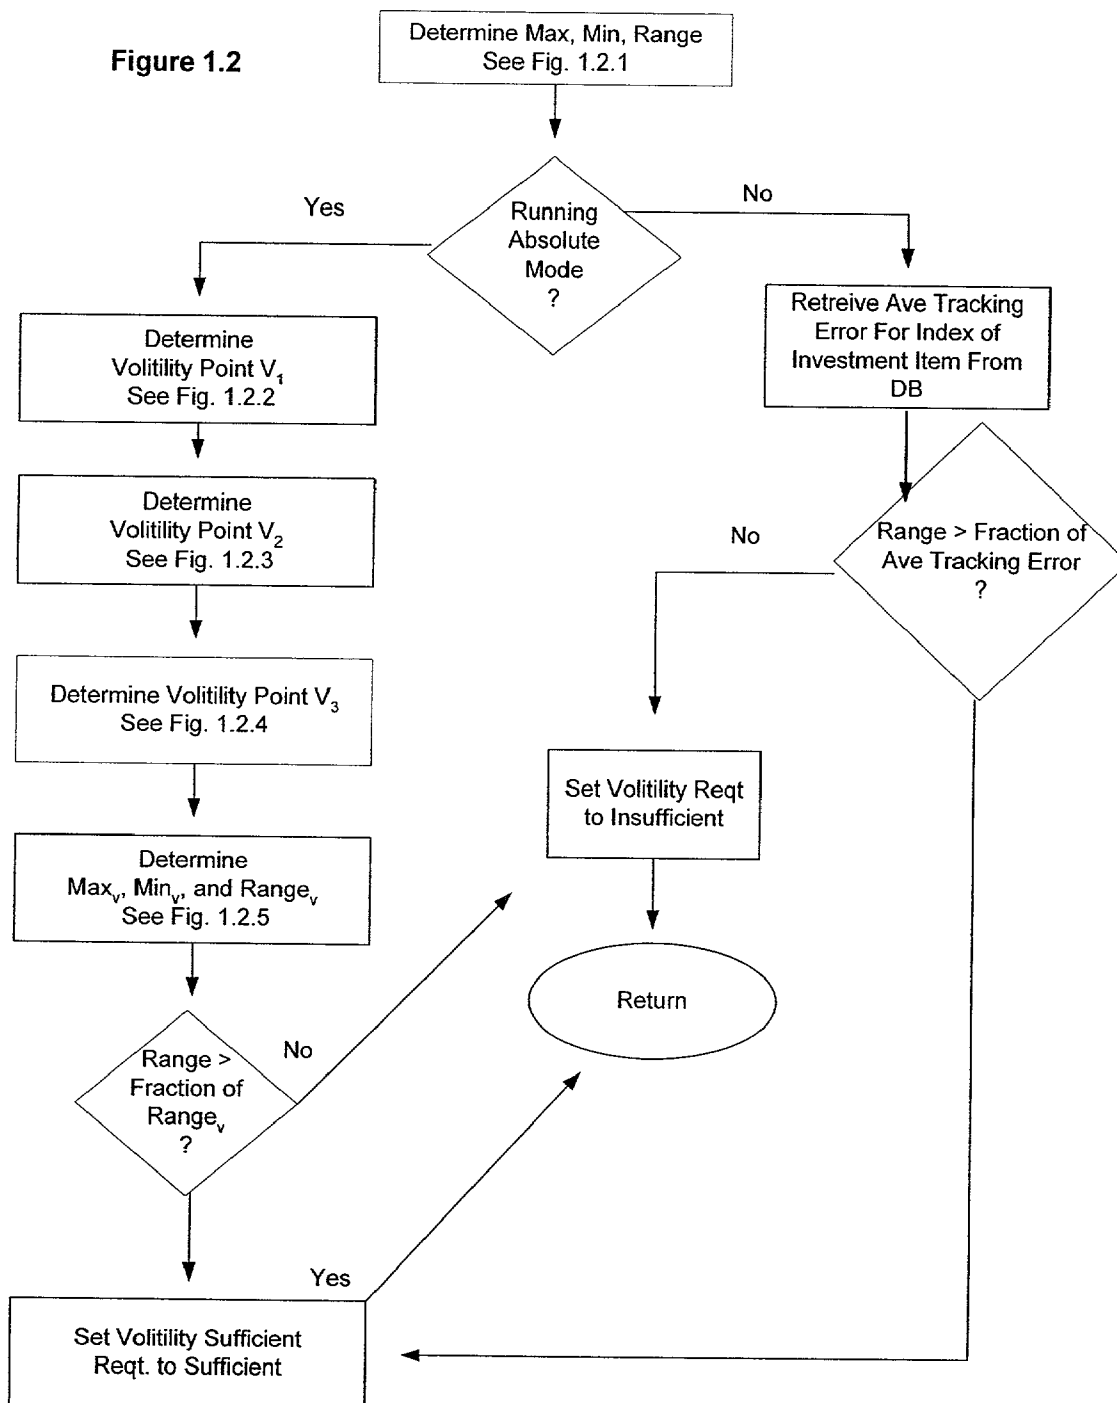 Figure 1.2
Determine Max, Min, Range
See Fig. 1.2.1
Running
Absolute
Mode
?
Yes
No
Determine
Volitility Point V₁
See Fig. 1.2.2
Retreive Ave Tracking
Error For Index of
Investment Item From
DB
Determine
Volitility Point V₂
See Fig. 1.2.3
Range > Fraction of
Ave Tracking Error
?
No
Determine Volitility Point V₃
See Fig. 1.2.4
Set Volitility Reqt
to Insufficient
Determine
Maxᵥ, Minᵥ, and Rangeᵥ
See Fig. 1.2.5
Return
Range >
Fraction of
Rangeᵥ
?
No
Yes
Set Volitility Sufficient
Reqt. to Sufficient